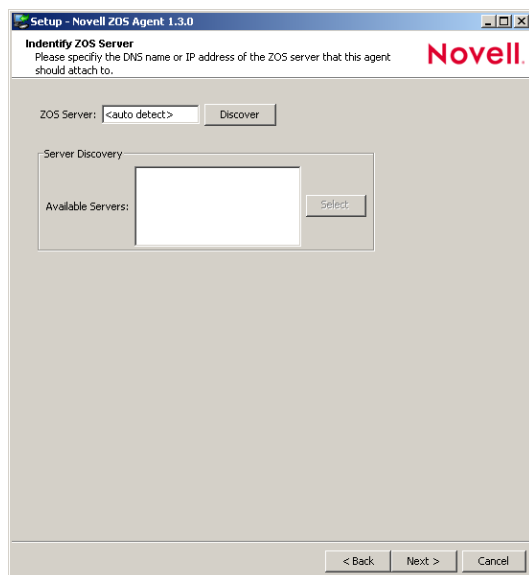 Setup - Novell ZOS Agent 1.3.0
Indentify ZOS Server
Please specifiy the DNS name or IP address of the ZOS server that this agent
should attach to.
Novell.
ZOS Server: <auto detect> Discover
Server Discovery
Available Servers: Select
< Back Next > Cancel